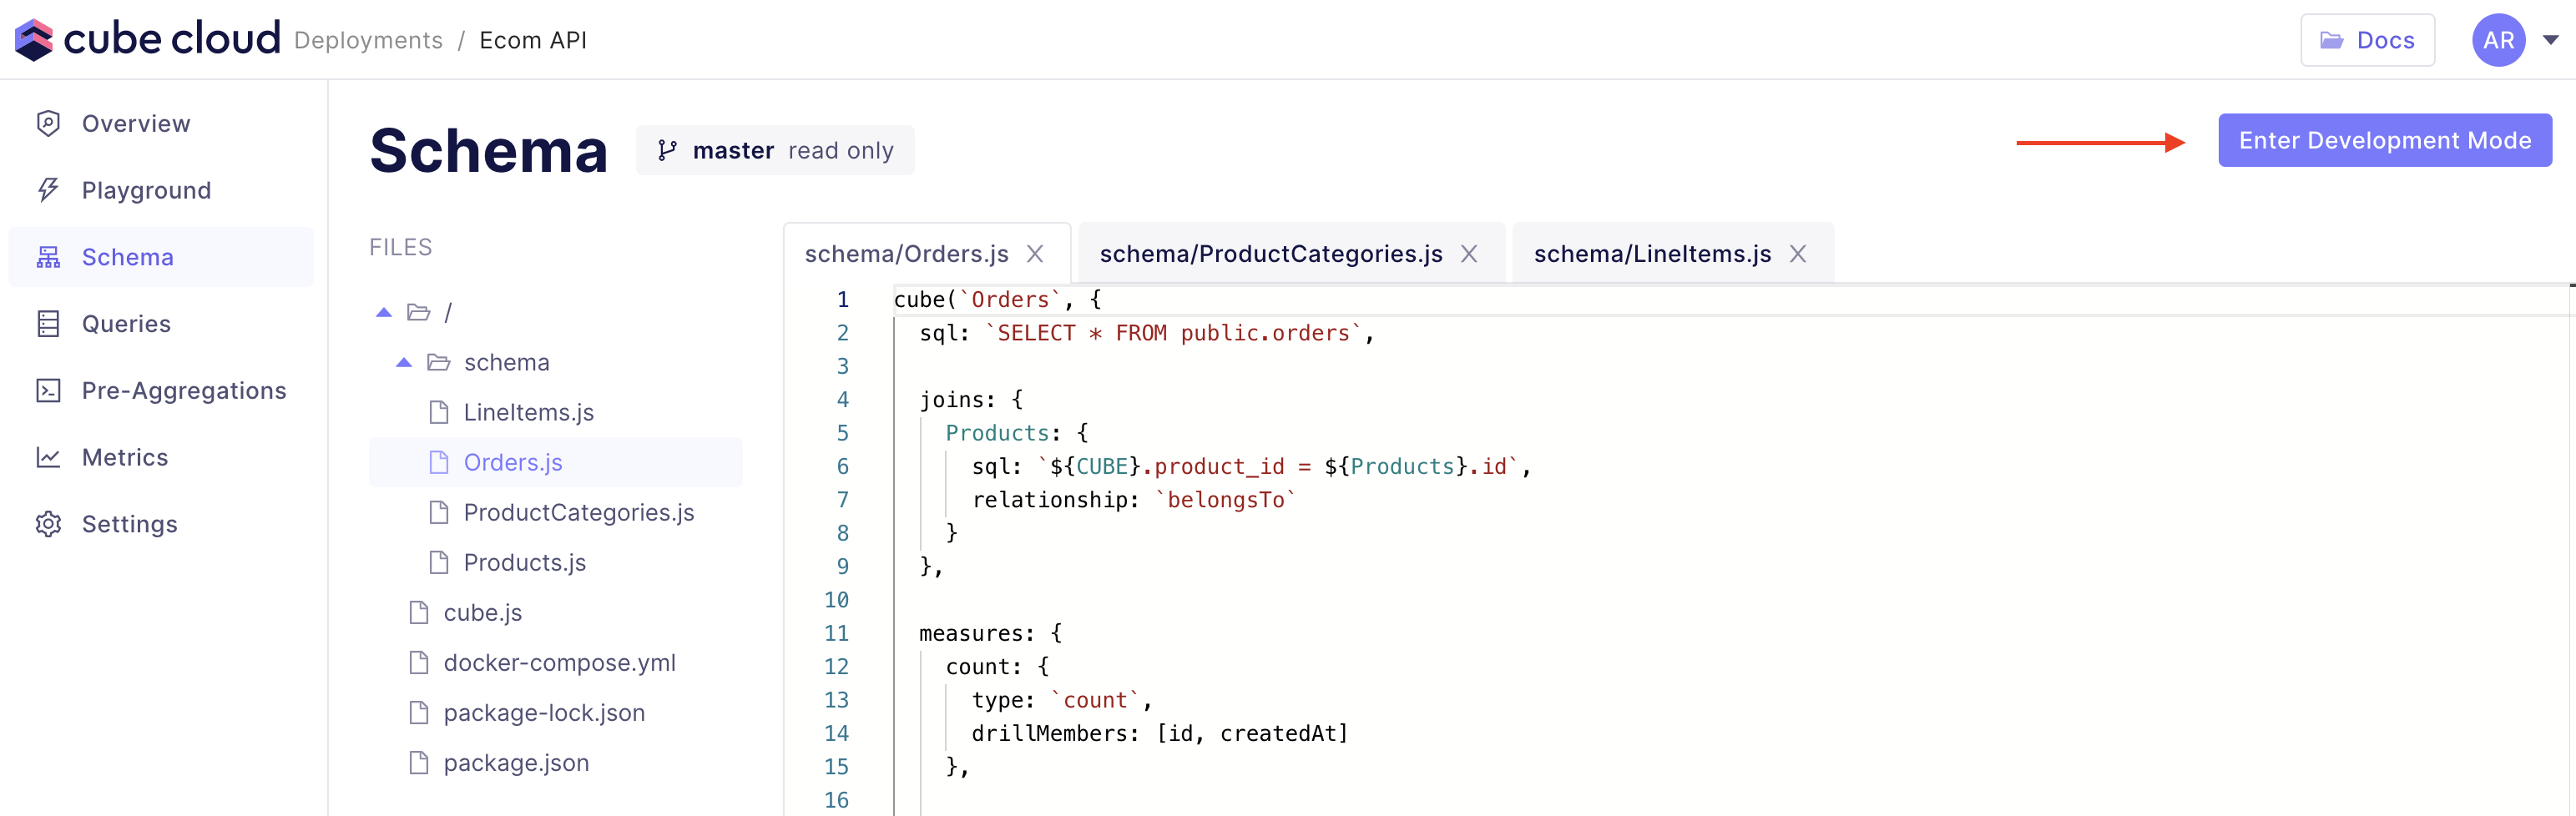 cube cloud Deployments / Ecom API Docs AR
Overview
Playground
Schema
Queries
Pre-Aggregations
Metrics
Settings
Schema master read only Enter Development Mode
FILES
/
schema
LineItems.js
Orders.js
ProductCategories.js
Products.js
cube.js
docker-compose.yml
package-lock.json
package.json
schema/Orders.js X schema/ProductCategories.js X schema/LineItems.js X
1 cube(`Orders`, {
2 sql: `SELECT * FROM public.orders`,
3
4 joins: {
5 Products: {
6 sql: `${CUBE}.product_id = ${Products}.id`,
7 relationship: `belongsTo`
8 }
9 },
10
11 measures: {
12 count: {
13 type: `count`,
14 drillMembers: [id, createdAt]
15 },
16